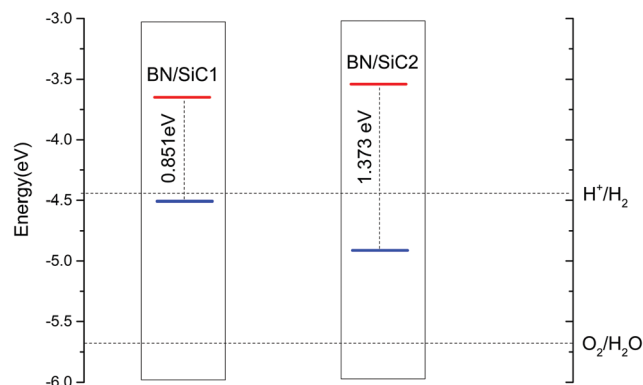 -3.0
-3.5
-4.0
-4.5
-5.0
-5.5
-6.0
Energy(eV)
BN/SiC1
0.851eV
BN/SiC2
1.373 eV
H⁺/H₂
O₂/H₂O